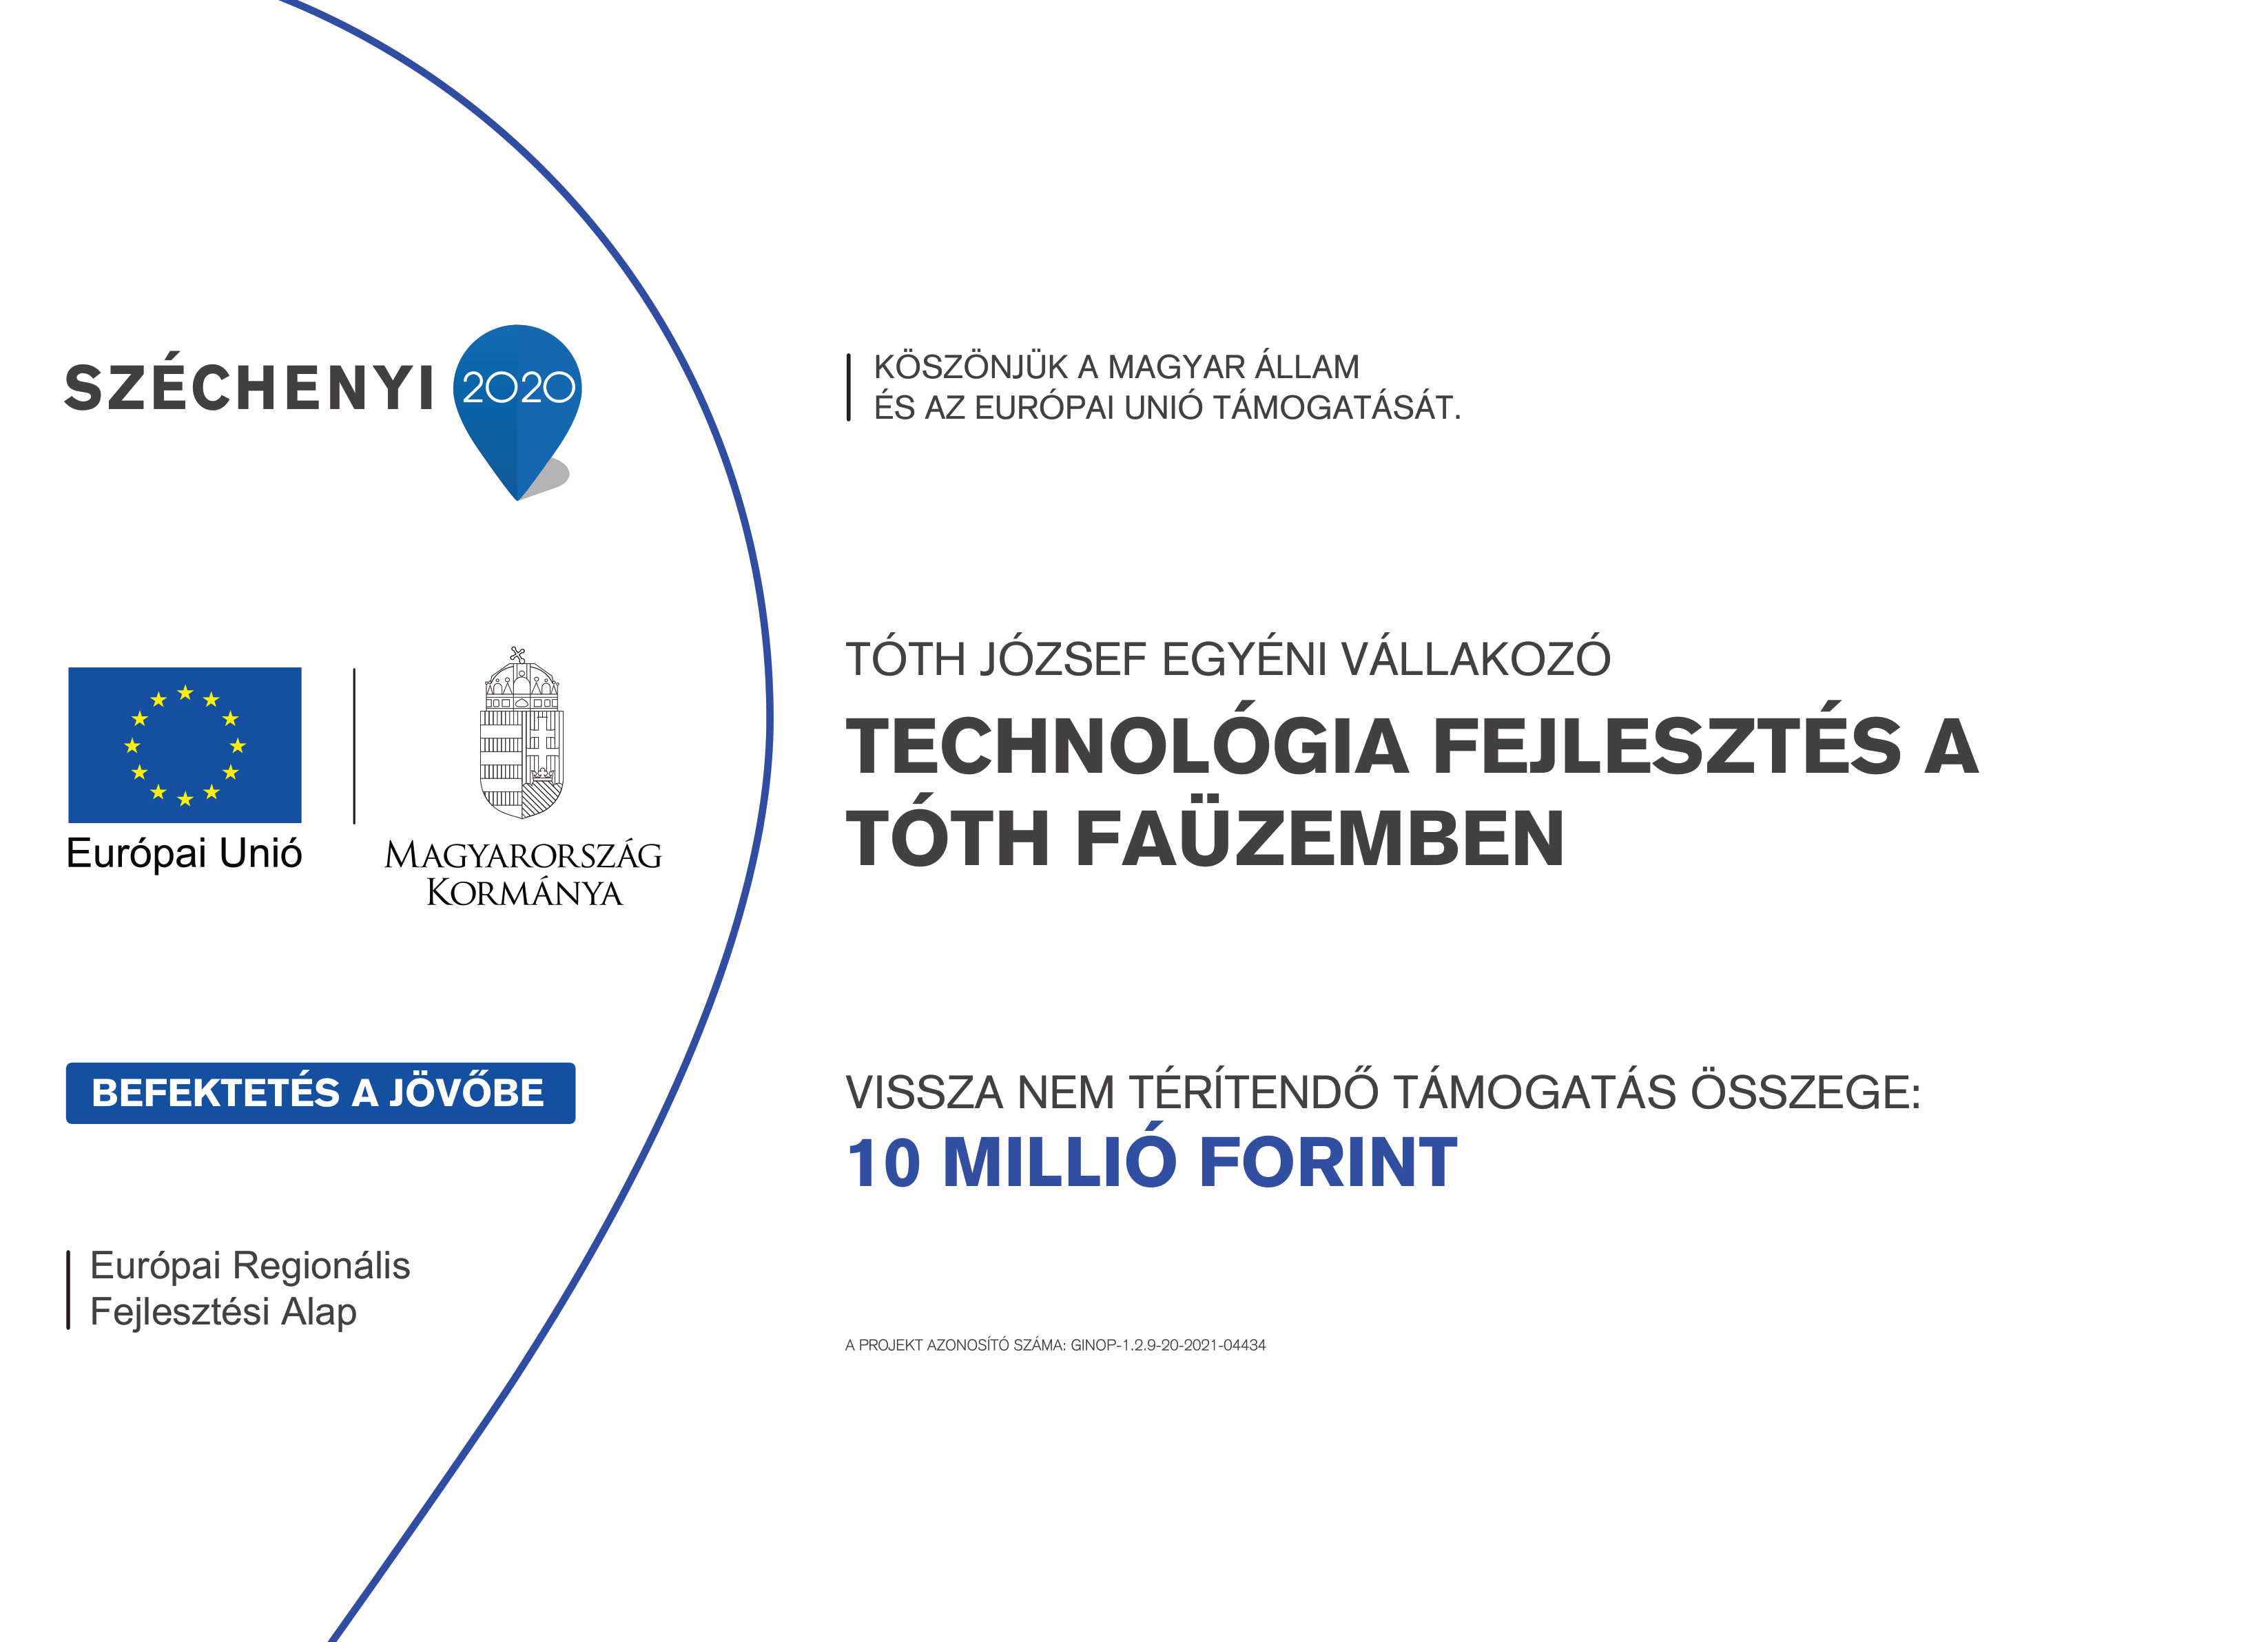 SZÉCHENYI 2020
Európai Unió
MAGYARORSZÁG
KORMÁNYA
BEFEKTETÉS A JÖVŐBE
Európai Regionális
Fejlesztési Alap
KÖSZÖNJÜK A MAGYAR ÁLLAM
ÉS AZ EURÓPAI UNIÓ TÁMOGATÁSÁT.
TÓTH JÓZSEF EGYÉNI VÁLLAKOZÓ
TECHNOLÓGIA FEJLESZTÉS A
TÓTH FAÜZEMBEN
VISSZA NEM TÉRÍTENDŐ TÁMOGATÁS ÖSSZEGE:
10 MILLIÓ FORINT
A PROJEKT AZONOSÍTÓ SZÁMA: GINOP-1.2.9-20-2021-04434